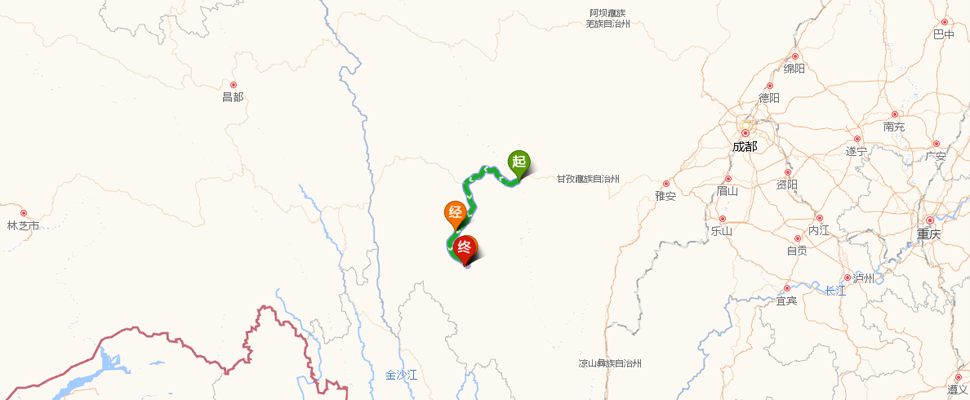 阿坝藏族
羌族自治州
巴中
绵阳
昌都
德阳
南充
成都
遂宁
广安
起
甘孜藏族自治州
资阳
眉山
雅安
经
林芝市
乐山
内江
重庆
自贡
终
泸州
长江
宜宾
凉山彝族自治州
金沙江
遵义